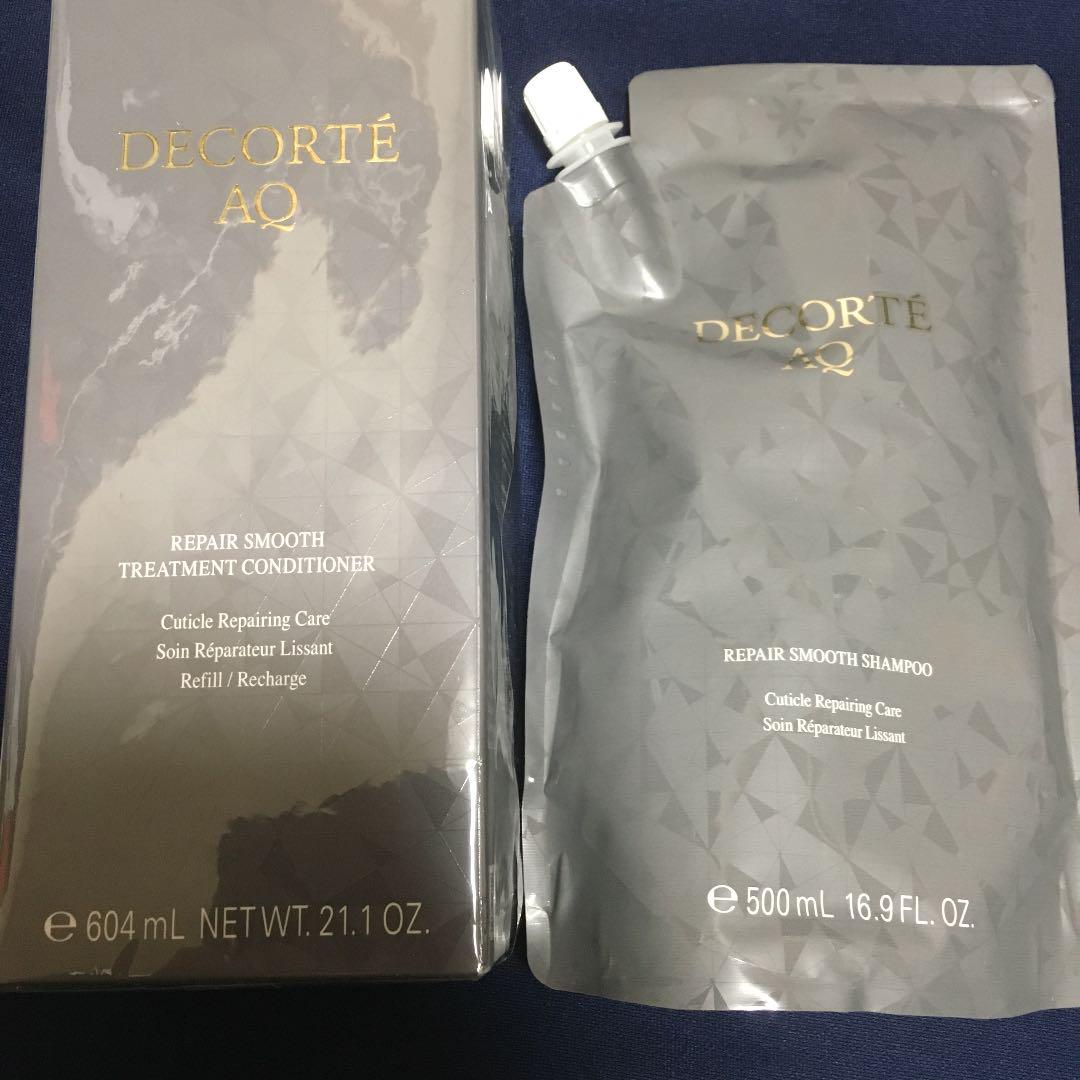 DECORTÉ
AQ
REPAIR SMOOTH
TREATMENT CONDITIONER
Cuticle Repairing Care
Soin Réparateur Lissant
Refill / Recharge
℮ 604 mL NET WT. 21.1 OZ.
DECORTÉ
AQ
REPAIR SMOOTH SHAMPOO
Cuticle Repairing Care
Soin Réparateur Lissant
℮ 500 mL 16.9 FL. OZ.